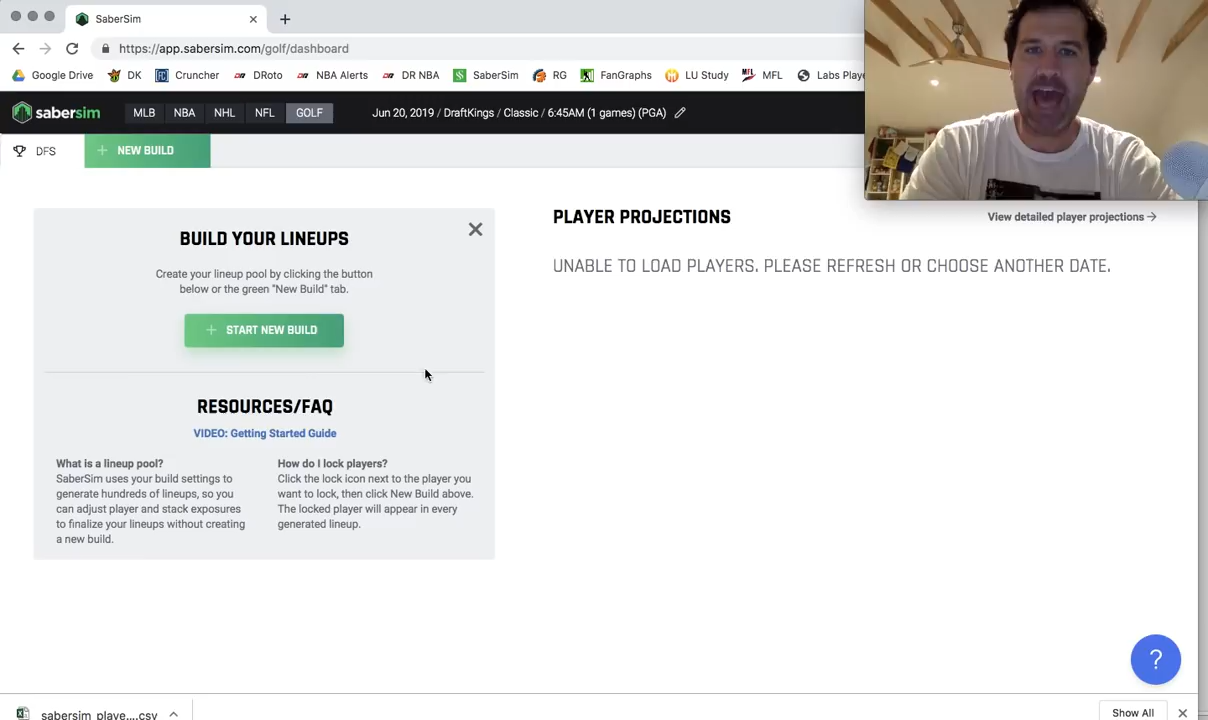 SaberSim
https://app.sabersim.com/golf/dashboard
Google Drive DK Cruncher DRoto NBA Alerts DR NBA SaberSim RG FanGraphs LU Study MFL Labs Playe
sabersim MLB NBA NHL NFL GOLF Jun 20, 2019 / DraftKings / Classic / 6:45AM (1 games) (PGA)
DFS + NEW BUILD
BUILD YOUR LINEUPS
Create your lineup pool by clicking the button
below or the green "New Build" tab.
+ START NEW BUILD
RESOURCES/FAQ
VIDEO: Getting Started Guide
What is a lineup pool?
SaberSim uses your build settings to
generate hundreds of lineups, so you
can adjust player and stack exposures
to finalize your lineups without creating
a new build.
How do I lock players?
Click the lock icon next to the player you
want to lock, then click New Build above.
The locked player will appear in every
generated lineup.
PLAYER PROJECTIONS
View detailed player projections →
UNABLE TO LOAD PLAYERS. PLEASE REFRESH OR CHOOSE ANOTHER DATE.
?
sabersim_playe....csv
Show All